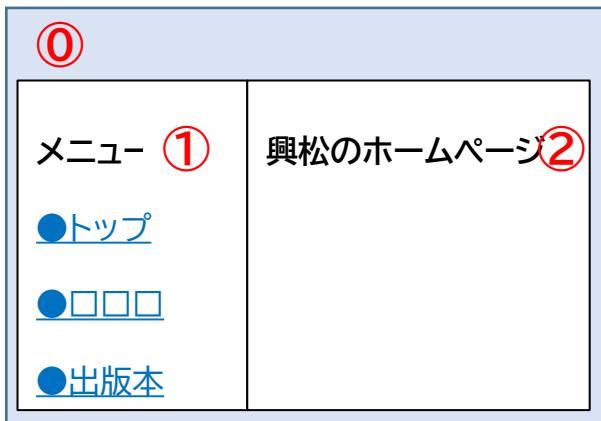 ⓪
メニュー ①
興松のホームページ②
●トップ
●□□□
●出版本